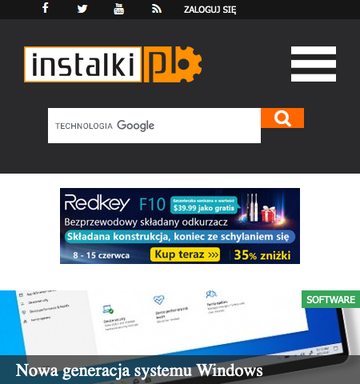 ZALOGUJ SIĘ
instalki pl
TECHNOLOGIA Google
Redkey F10
$39.99 jako gratis
Bezprzewodowy składany odkurzacz
Składana konstrukcja, koniec ze schylaniem się
8 - 15 czerwca
Kup teraz >>>
35% zniżki
SOFTWARE
Nowa generacja systemu Windows